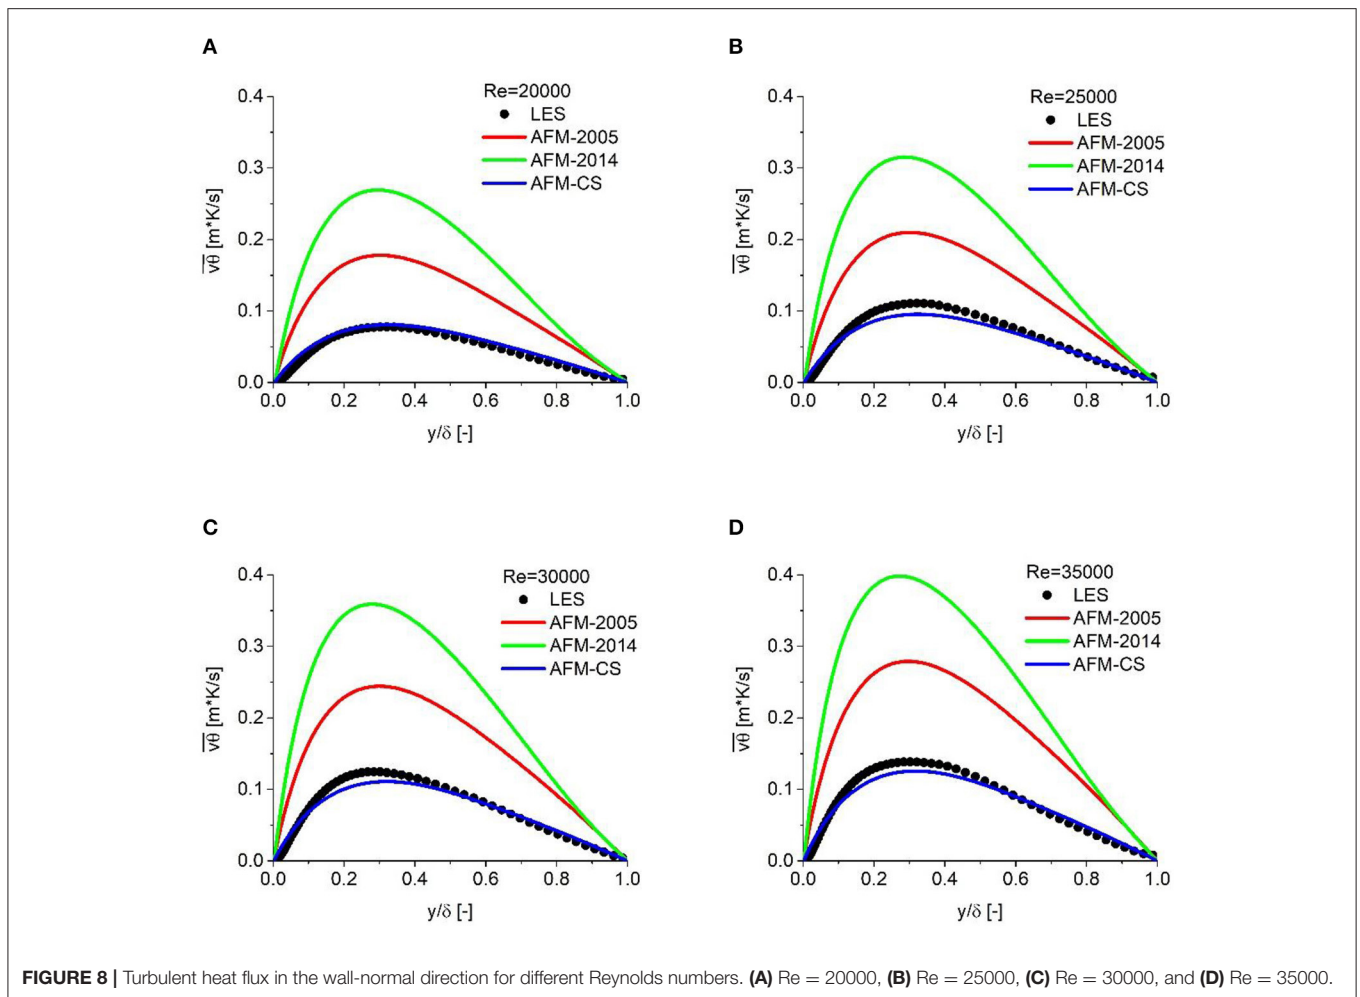 A
Re=20000
LES
AFM-2005
AFM-2014
AFM-CS
0.4
0.3
0.2
0.1
0.0
vθ [m*K/s]
0.0 0.2 0.4 0.6 0.8 1.0
y/δ [-]
B
Re=25000
LES
AFM-2005
AFM-2014
AFM-CS
0.4
0.3
0.2
0.1
0.0
vθ [m*K/s]
0.0 0.2 0.4 0.6 0.8 1.0
y/δ [-]
C
Re=30000
LES
AFM-2005
AFM-2014
AFM-CS
0.4
0.3
0.2
0.1
0.0
vθ [m*K/s]
0.0 0.2 0.4 0.6 0.8 1.0
y/δ [-]
D
Re=35000
LES
AFM-2005
AFM-2014
AFM-CS
0.4
0.3
0.2
0.1
0.0
vθ [m*K/s]
0.0 0.2 0.4 0.6 0.8 1.0
y/δ [-]
FIGURE 8 | Turbulent heat flux in the wall-normal direction for different Reynolds numbers. (A) Re = 20000, (B) Re = 25000, (C) Re = 30000, and (D) Re = 35000.